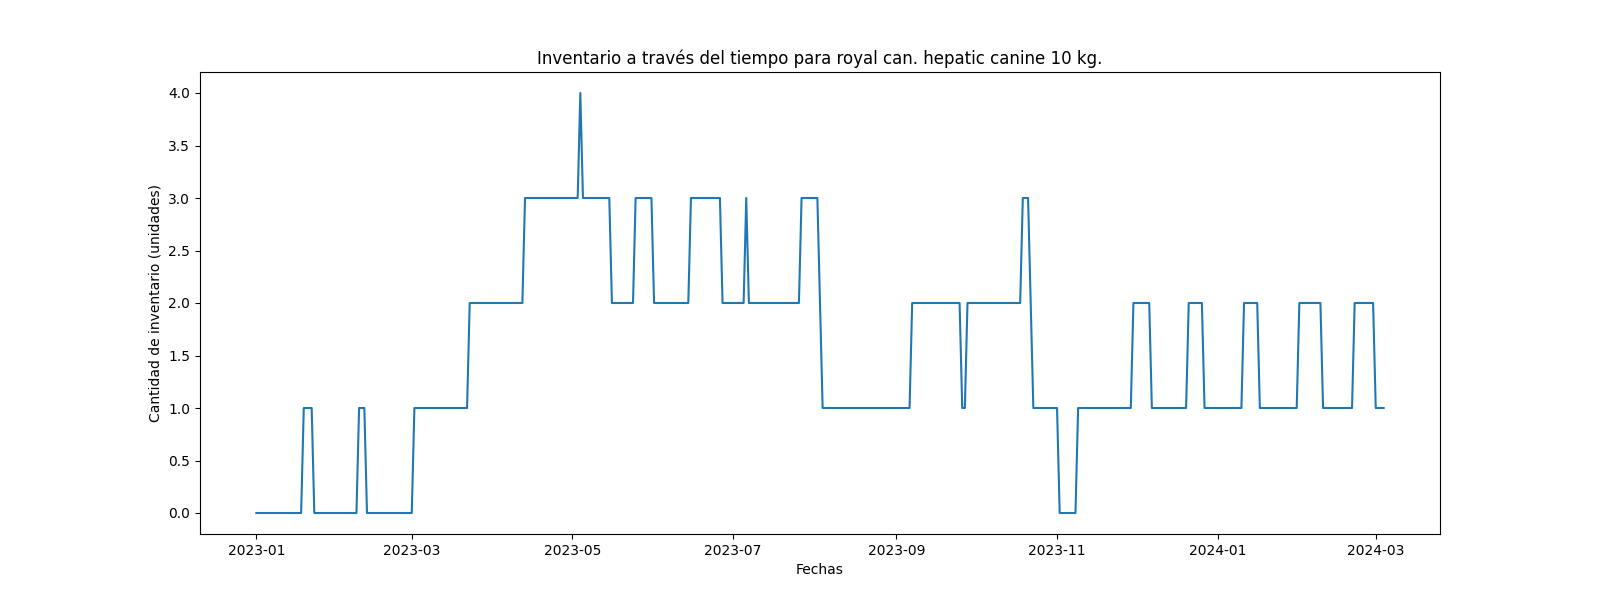 Inventario a través del tiempo para royal can. hepatic canine 10 kg.
Cantidad de inventario (unidades)
4.0
3.5
3.0
2.5
2.0
1.5
1.0
0.5
0.0
2023-01 2023-03 2023-05 2023-07 2023-09 2023-11 2024-01 2024-03
Fechas